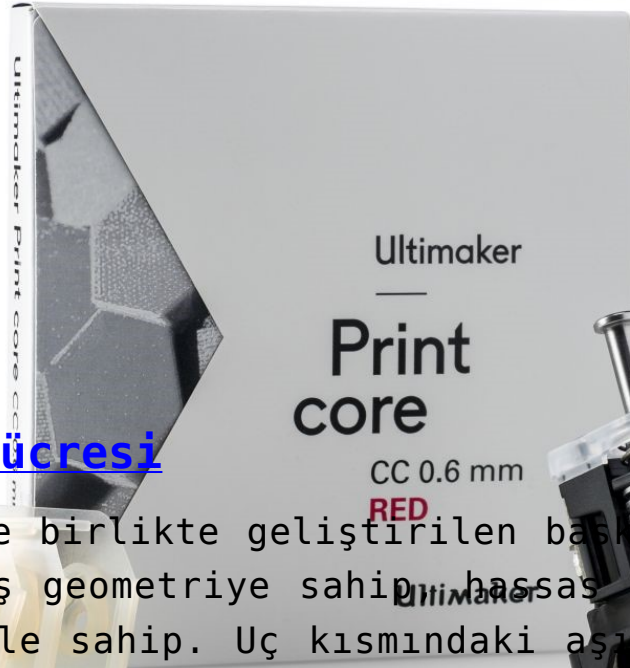 Ultimaker Print core
Ultimaker
Print
core
CC 0.6 mm
RED
Ultimaker
ücresi
birlikte geliştirilen
geometriye sahip, hassas
sahip. Uç kısmındaki